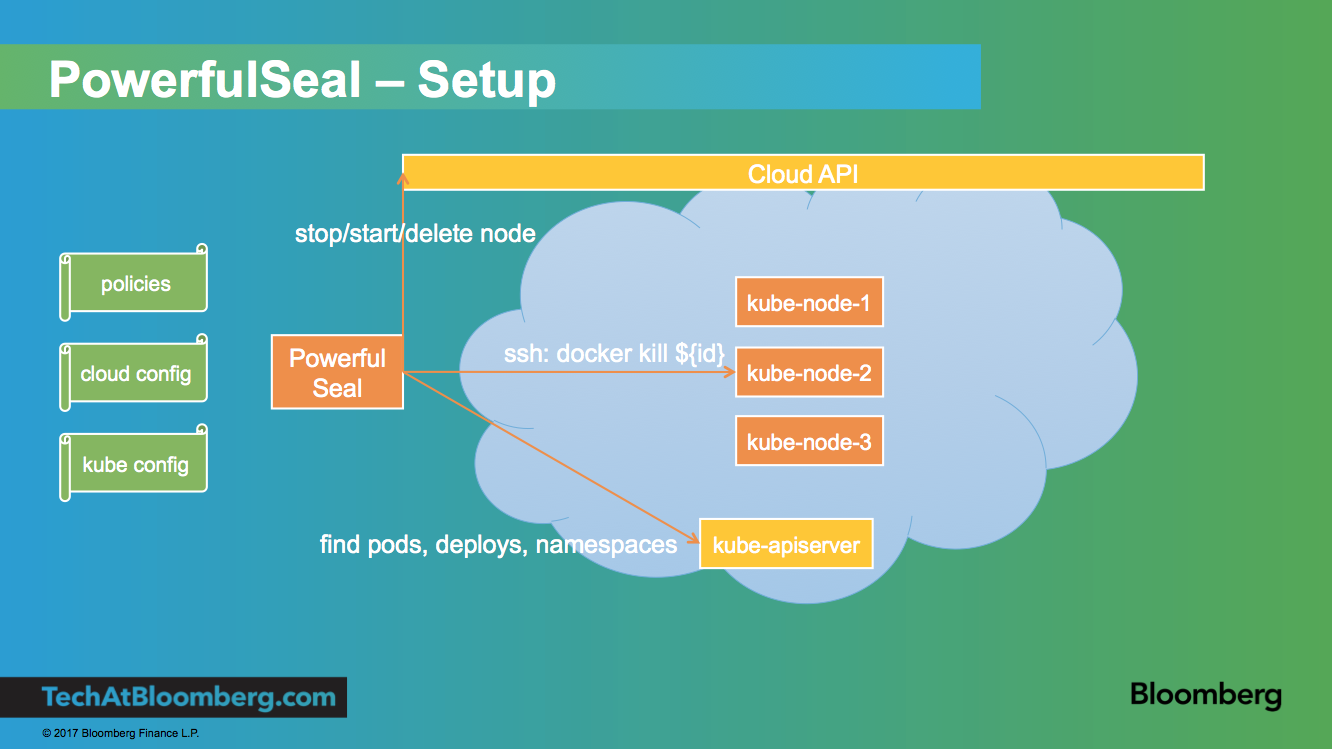 PowerfulSeal – Setup
Cloud API
stop/start/delete node
policies
cloud config
kube config
Powerful
Seal
ssh: docker kill ${id}
kube-node-1
kube-node-2
kube-node-3
find pods, deploys, namespaces
kube-apiserver
TechAtBloomberg.com
Bloomberg
© 2017 Bloomberg Finance L.P.